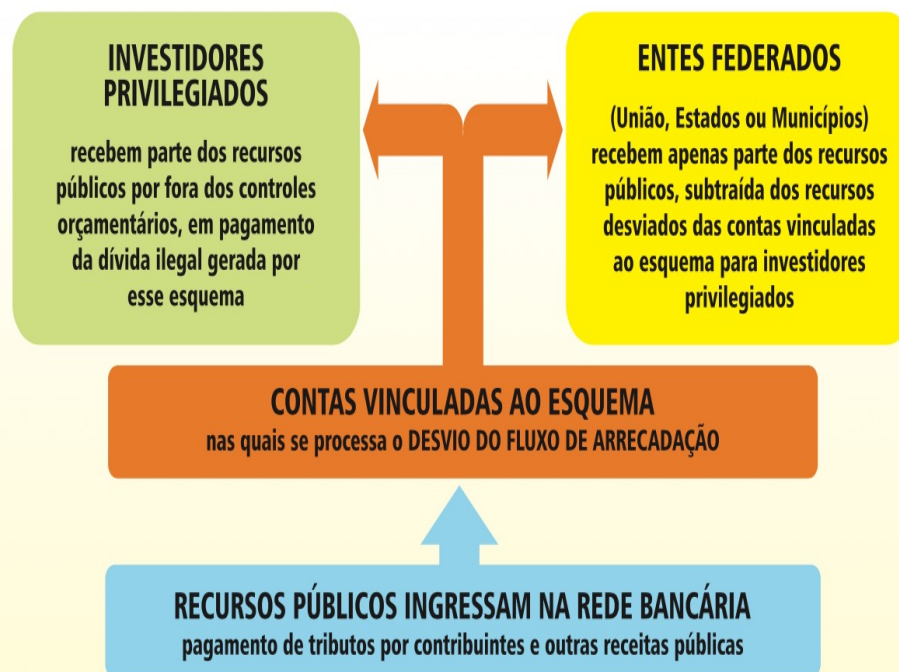 INVESTIDORES
PRIVILEGIADOS
recebem parte dos recursos
públicos por fora dos controles
orçamentários, em pagamento
da dívida ilegal gerada por
esse esquema
ENTES FEDERADOS
(União, Estados ou Municípios)
recebem apenas parte dos recursos
públicos, subtraída dos recursos
desviados das contas vinculadas
ao esquema para investidores
privilegiados
CONTAS VINCULADAS AO ESQUEMA
nas quais se processa o DESVIO DO FLUXO DE ARRECADAÇÃO
RECURSOS PÚBLICOS INGRESSAM NA REDE BANCÁRIA
pagamento de tributos por contribuintes e outras receitas públicas